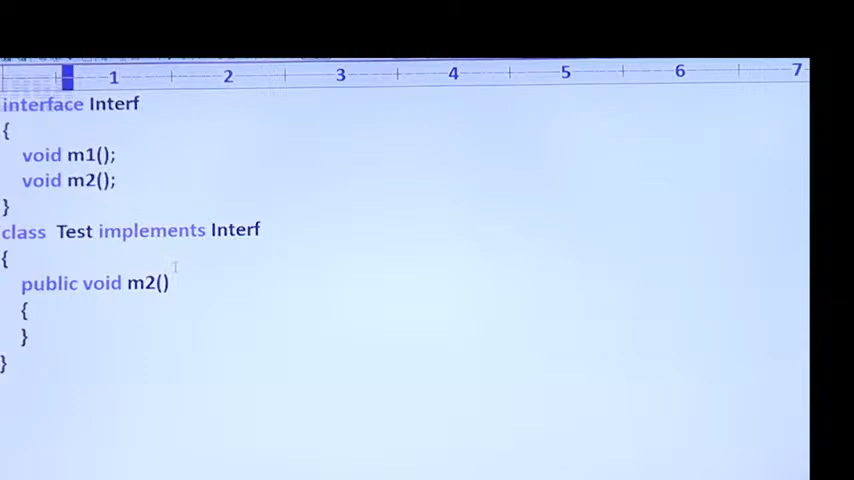 1 2 3 4 5 6 7
interface Interf
{
void m1();
void m2();
}
class Test implements Interf
{
public void m2()
{
}
}